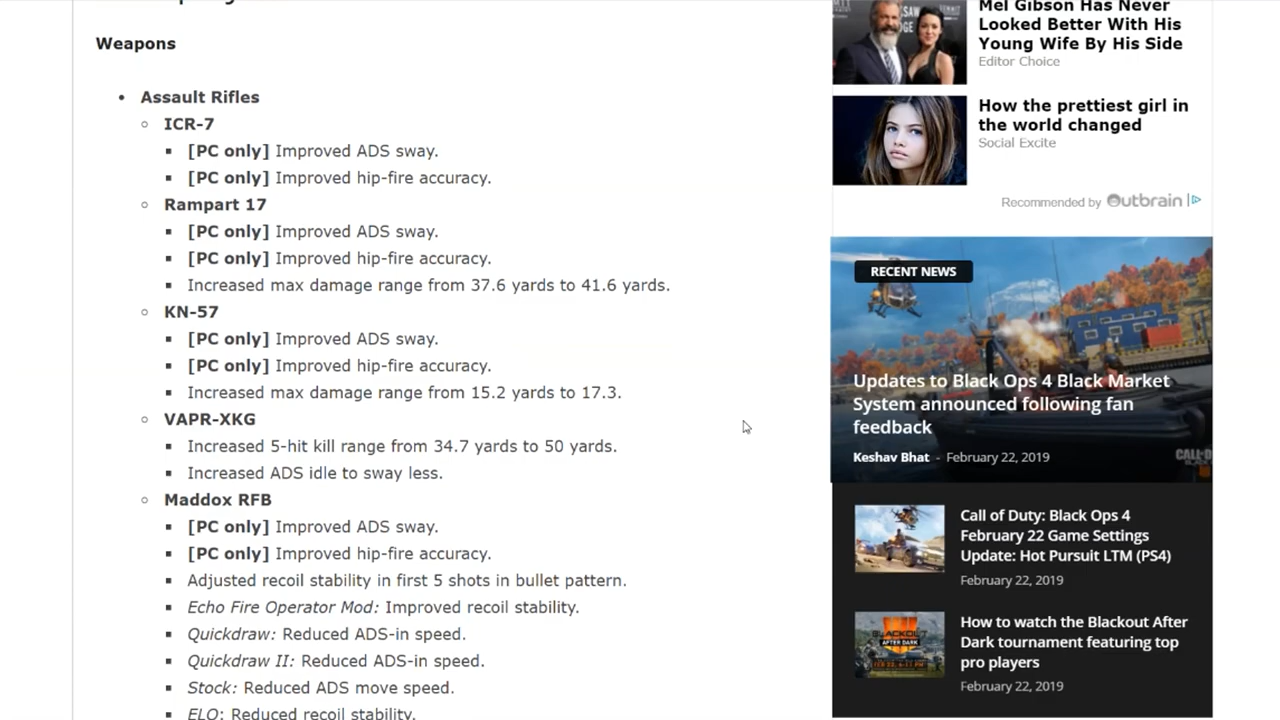 Weapons
• Assault Rifles
○ ICR-7
▪ [PC only] Improved ADS sway.
▪ [PC only] Improved hip-fire accuracy.
○ Rampart 17
▪ [PC only] Improved ADS sway.
▪ [PC only] Improved hip-fire accuracy.
▪ Increased max damage range from 37.6 yards to 41.6 yards.
○ KN-57
▪ [PC only] Improved ADS sway.
▪ [PC only] Improved hip-fire accuracy.
▪ Increased max damage range from 15.2 yards to 17.3.
○ VAPR-XKG
▪ Increased 5-hit kill range from 34.7 yards to 50 yards.
▪ Increased ADS idle to sway less.
○ Maddox RFB
▪ [PC only] Improved ADS sway.
▪ [PC only] Improved hip-fire accuracy.
▪ Adjusted recoil stability in first 5 shots in bullet pattern.
▪ Echo Fire Operator Mod: Improved recoil stability.
▪ Quickdraw: Reduced ADS-in speed.
▪ Quickdraw II: Reduced ADS-in speed.
▪ Stock: Reduced ADS move speed.
▪ ELO: Reduced recoil stability.
Mel Gibson Has Never
Looked Better With His
Young Wife By His Side
Editor Choice
How the prettiest girl in
the world changed
Social Excite
Recommended by Outbrain
RECENT NEWS
Updates to Black Ops 4 Black Market
System announced following fan
feedback
Keshav Bhat - February 22, 2019
Call of Duty: Black Ops 4
February 22 Game Settings
Update: Hot Pursuit LTM (PS4)
February 22, 2019
How to watch the Blackout After
Dark tournament featuring top
pro players
February 22, 2019